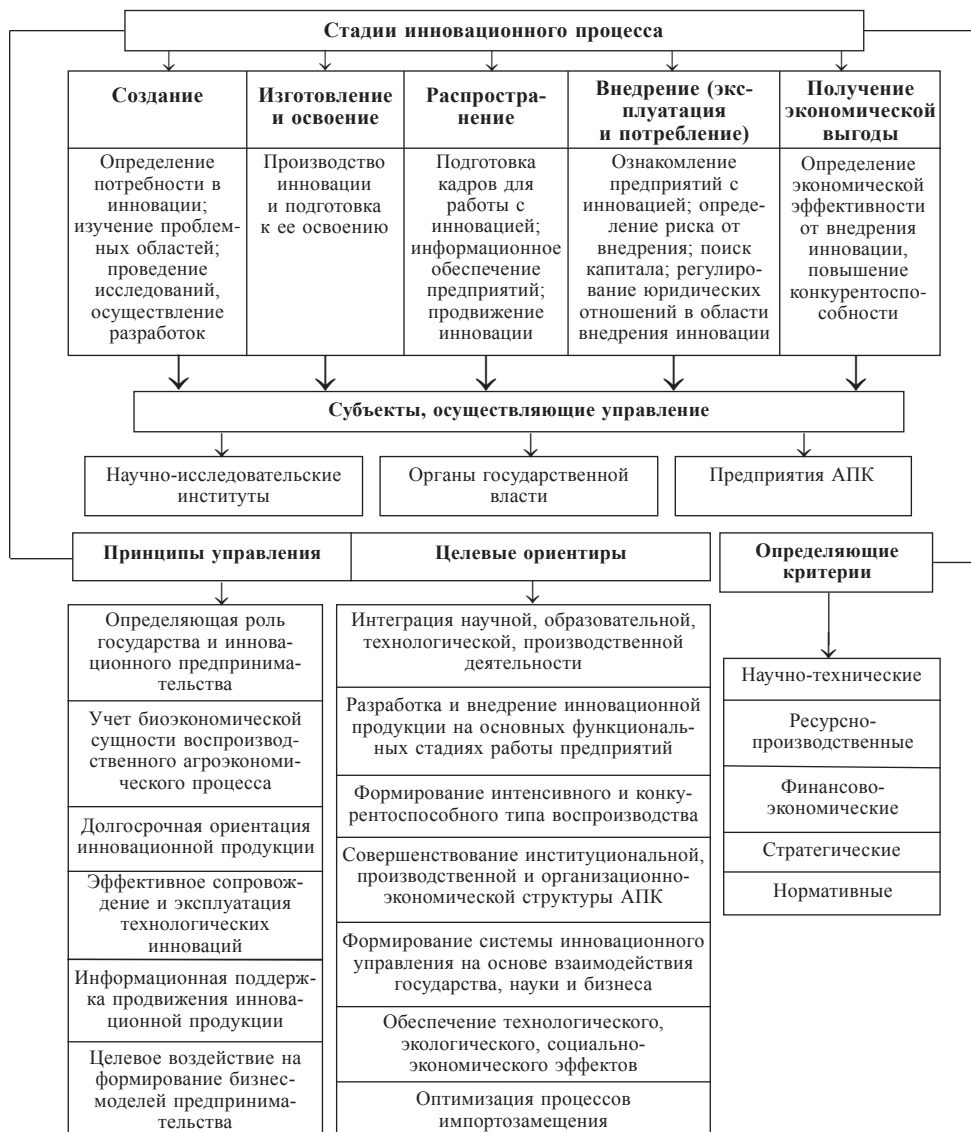 Стадии инновационного процесса
Создание
Определение
потребности в
инновации;
изучение проблем-
ных областей;
проведение
исследований,
осуществление
разработок
Изготовление
и освоение
Производство
инновации
и подготовка
к ее освоению
Распростра-
нение
Подготовка
кадров для
работы с
инновацией;
информационное
обеспечение
предприятий;
продвижение
инновации
Внедрение (экс-
плуатация
и потребление)
Ознакомление
предприятий с
инновацией; опреде-
ление риска от
внедрения; поиск
капитала; регулиро-
вание юридических
отношений в области
внедрения инновации
Получение
экономической
выгоды
Определение
экономической
эффективности
от внедрения
инновации,
повышение
конкурентоспо-
собности
Субъекты, осуществляющие управление
Научно-исследовательские
институты
Органы государственной
власти
Предприятия АПК
Принципы управления
Определяющая роль
государства и иннова-
ционного предпринима-
тельства
Учет биоэкономической
сущности воспроизвод-
ственного агроэконо-
мического процесса
Долгосрочная ориентация
инновационной продукции
Эффективное сопровож-
дение и эксплуатация
технологических
инноваций
Информационная поддерж-
ка продвижения иннова-
ционной продукции
Целевое воздействие на
формирование бизнес-
моделей предпринима-
тельства
Целевые ориентиры
Интеграция научной, образовательной,
технологической, производственной
деятельности
Разработка и внедрение инновационной
продукции на основных функциональ-
ных стадиях работы предприятий
Формирование интенсивного и конку-
рентоспособного типа воспроизводства
Совершенствование институциональной,
производственной и организационно-
экономической структуры АПК
Формирование системы инновационного
управления на основе взаимодействия
государства, науки и бизнеса
Обеспечение технологического,
экологического, социально-
экономического эффектов
Оптимизация процессов
импортозамещения
Определяющие
критерии
Научно-технические
Ресурсно-
производственные
Финансово-
экономические
Стратегические
Нормативные